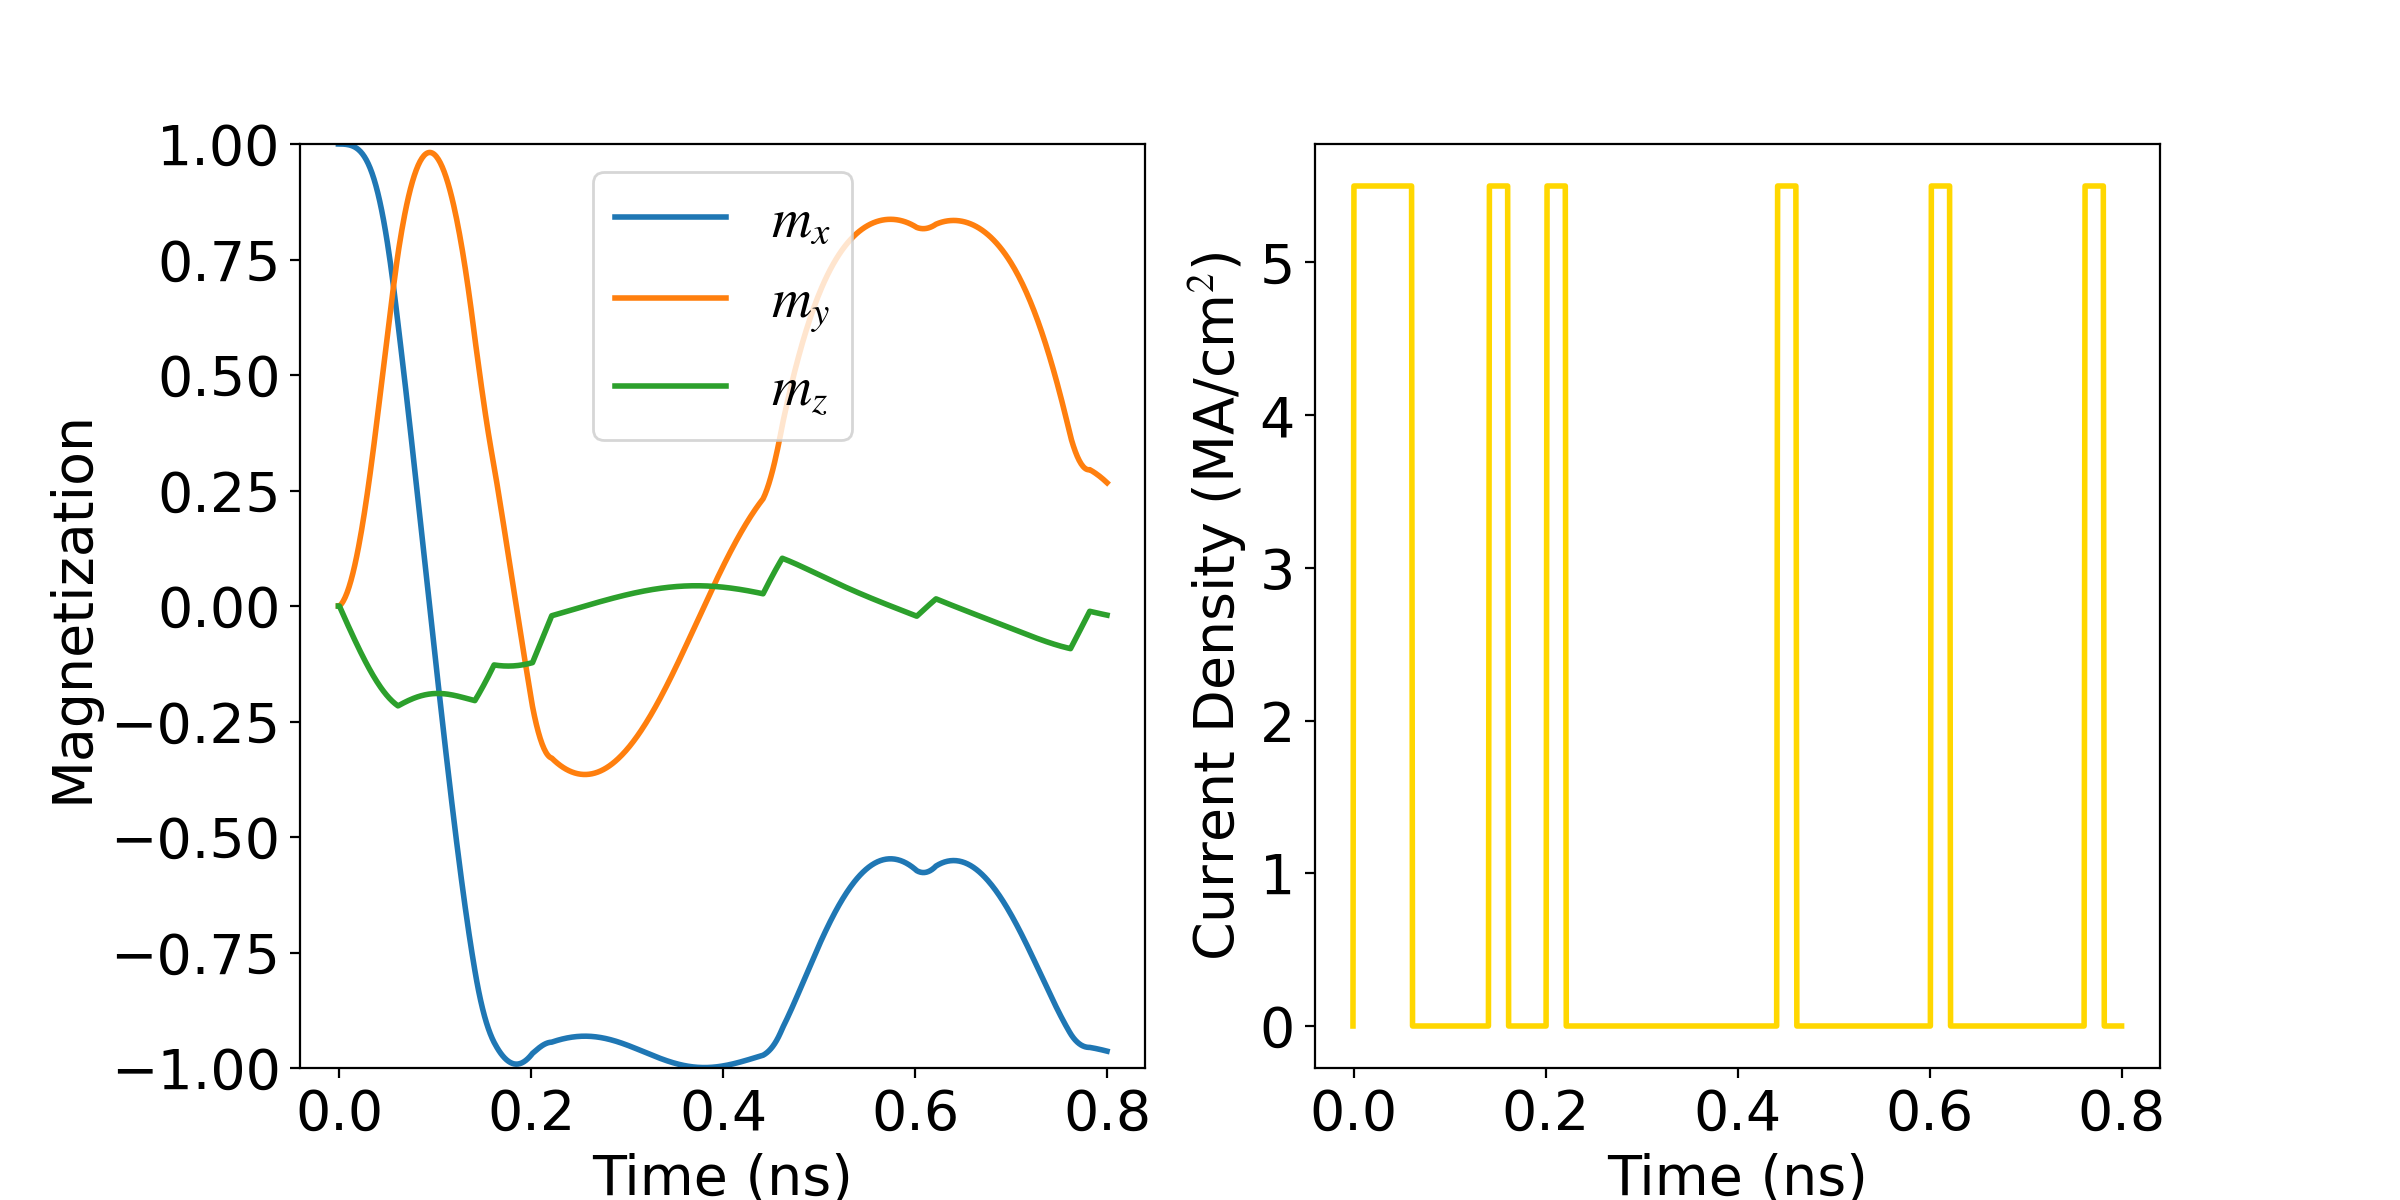 Magnetization
1.00
0.75
0.50
0.25
0.00
−0.25
−0.50
−0.75
−1.00
0.0 0.2 0.4 0.6 0.8
Time (ns)
m_x
m_y
m_z
Current Density (MA/cm²)
5
4
3
2
1
0
0.0 0.2 0.4 0.6 0.8
Time (ns)